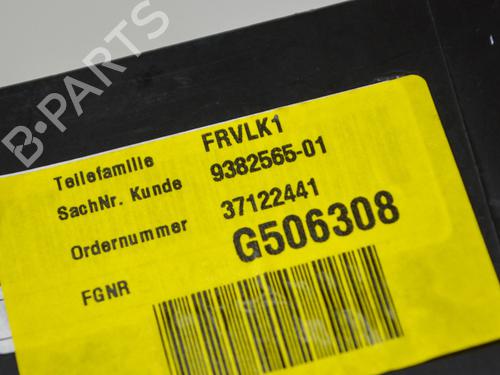 B-PARTS
Teilefamilie FRVLK1
SachNr. Kunde 9382565-01
Ordernummer 37122441
FGNR G506308